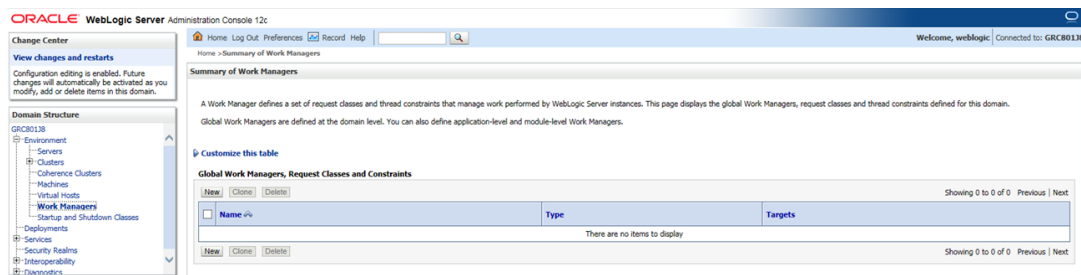 ORACLE WebLogic Server Administration Console 12c
Change Center
View changes and restarts
Configuration editing is enabled. Future
changes will automatically be activated as you
modify, add or delete items in this domain.
Domain Structure
GRC801J8
Environment
Servers
Clusters
Coherence Clusters
Machines
Virtual Hosts
Work Managers
Startup and Shutdown Classes
Deployments
Services
Security Realms
Interoperability
Diagnostics
Home Log Out Preferences Record Help
Welcome, weblogic Connected to: GRC801J8
Home >Summary of Work Managers
Summary of Work Managers
A Work Manager defines a set of request classes and thread constraints that manage work performed by WebLogic Server instances. This page displays the global Work Managers, request classes and thread constraints defined for this domain.
Global Work Managers are defined at the domain level. You can also define application-level and module-level Work Managers.
Customize this table
Global Work Managers, Request Classes and Constraints
New Clone Delete Showing 0 to 0 of 0 Previous | Next
Name Type Targets
There are no items to display
New Clone Delete Showing 0 to 0 of 0 Previous | Next